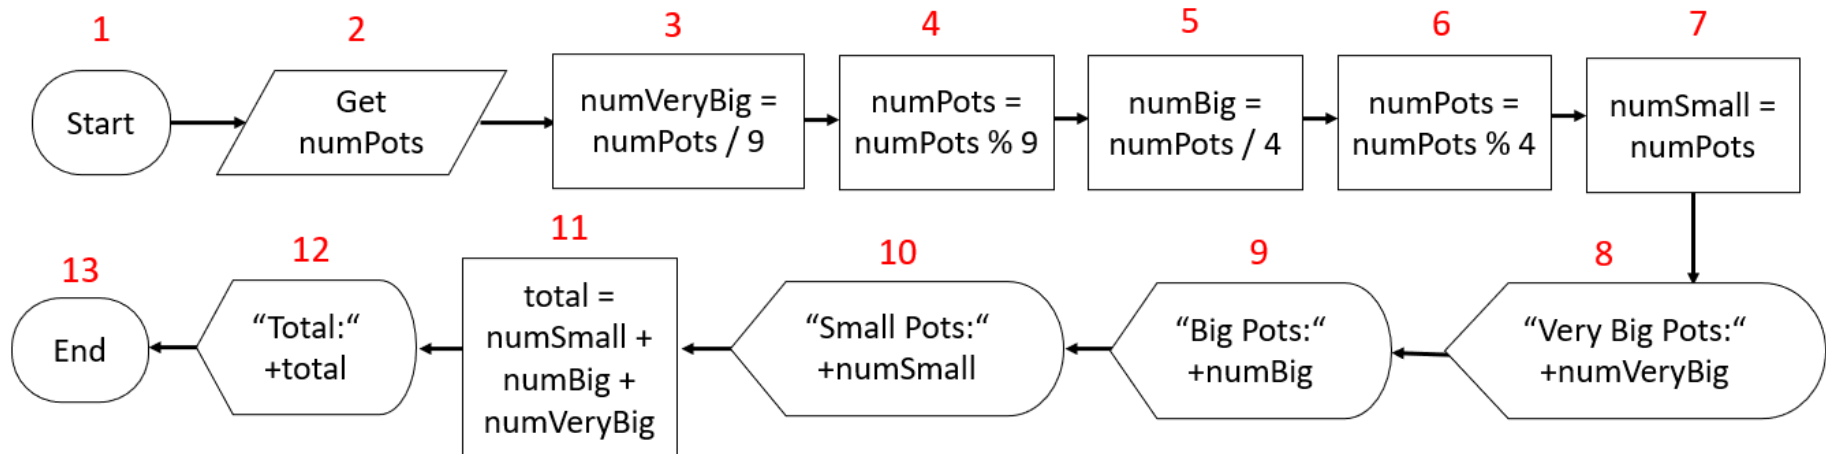 1
Start
2
Get
numPots
3
numVeryBig =
numPots / 9
4
numPots =
numPots % 9
5
numBig =
numPots / 4
6
numPots =
numPots % 4
7
numSmall =
numPots
8
“Very Big Pots:“
+numVeryBig
9
“Big Pots:“
+numBig
10
“Small Pots:“
+numSmall
11
total =
numSmall +
numBig +
numVeryBig
12
“Total:“
+total
13
End